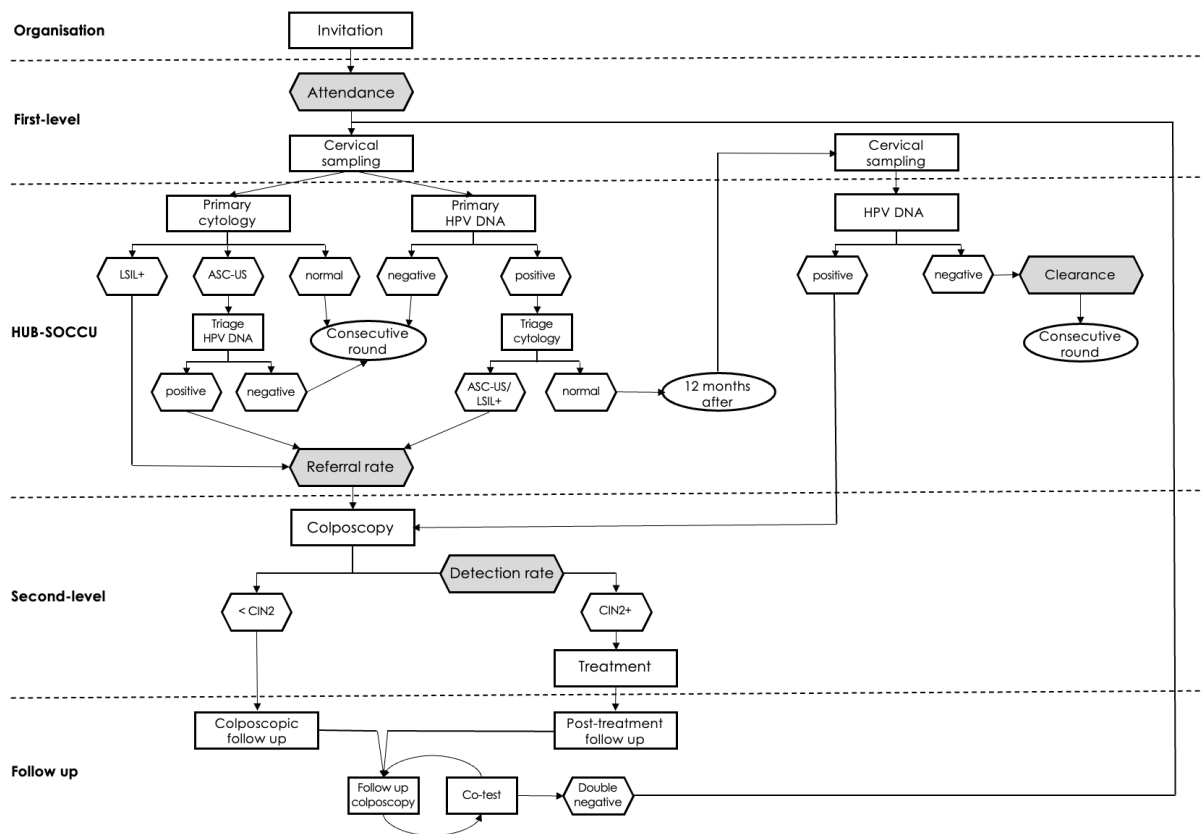 Organisation
Invitation
Attendance
First-level
Cervical
sampling
Cervical
sampling
Primary
cytology
Primary
HPV DNA
HPV DNA
LSIL+
ASC-US
normal
negative
positive
positive
negative
Clearance
HUB-SOCCU
Triage
HPV DNA
Consecutive
round
Triage
cytology
Consecutive
round
positive
negative
ASC-US/
LSIL+
normal
12 months
after
Referral rate
Colposcopy
Detection rate
Second-level
< CIN2
CIN2+
Treatment
Colposcopic
follow up
Post-treatment
follow up
Follow up
Follow up
colposcopy
Co-test
Double
negative